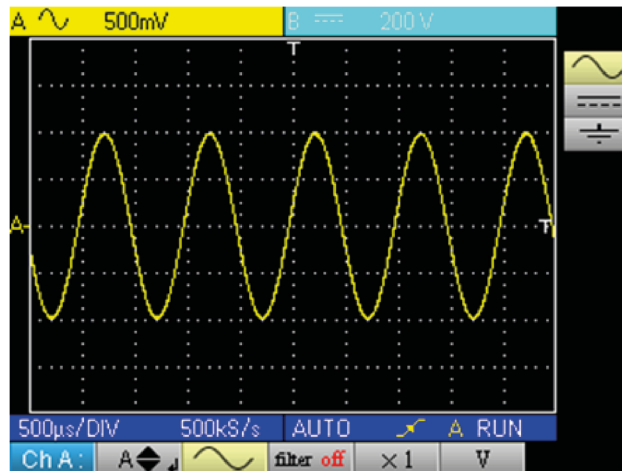 A 500mV B 200 V
T
A T
500µs/DIV 500kS/s AUTO A RUN
Ch A: A filter off ×1 V